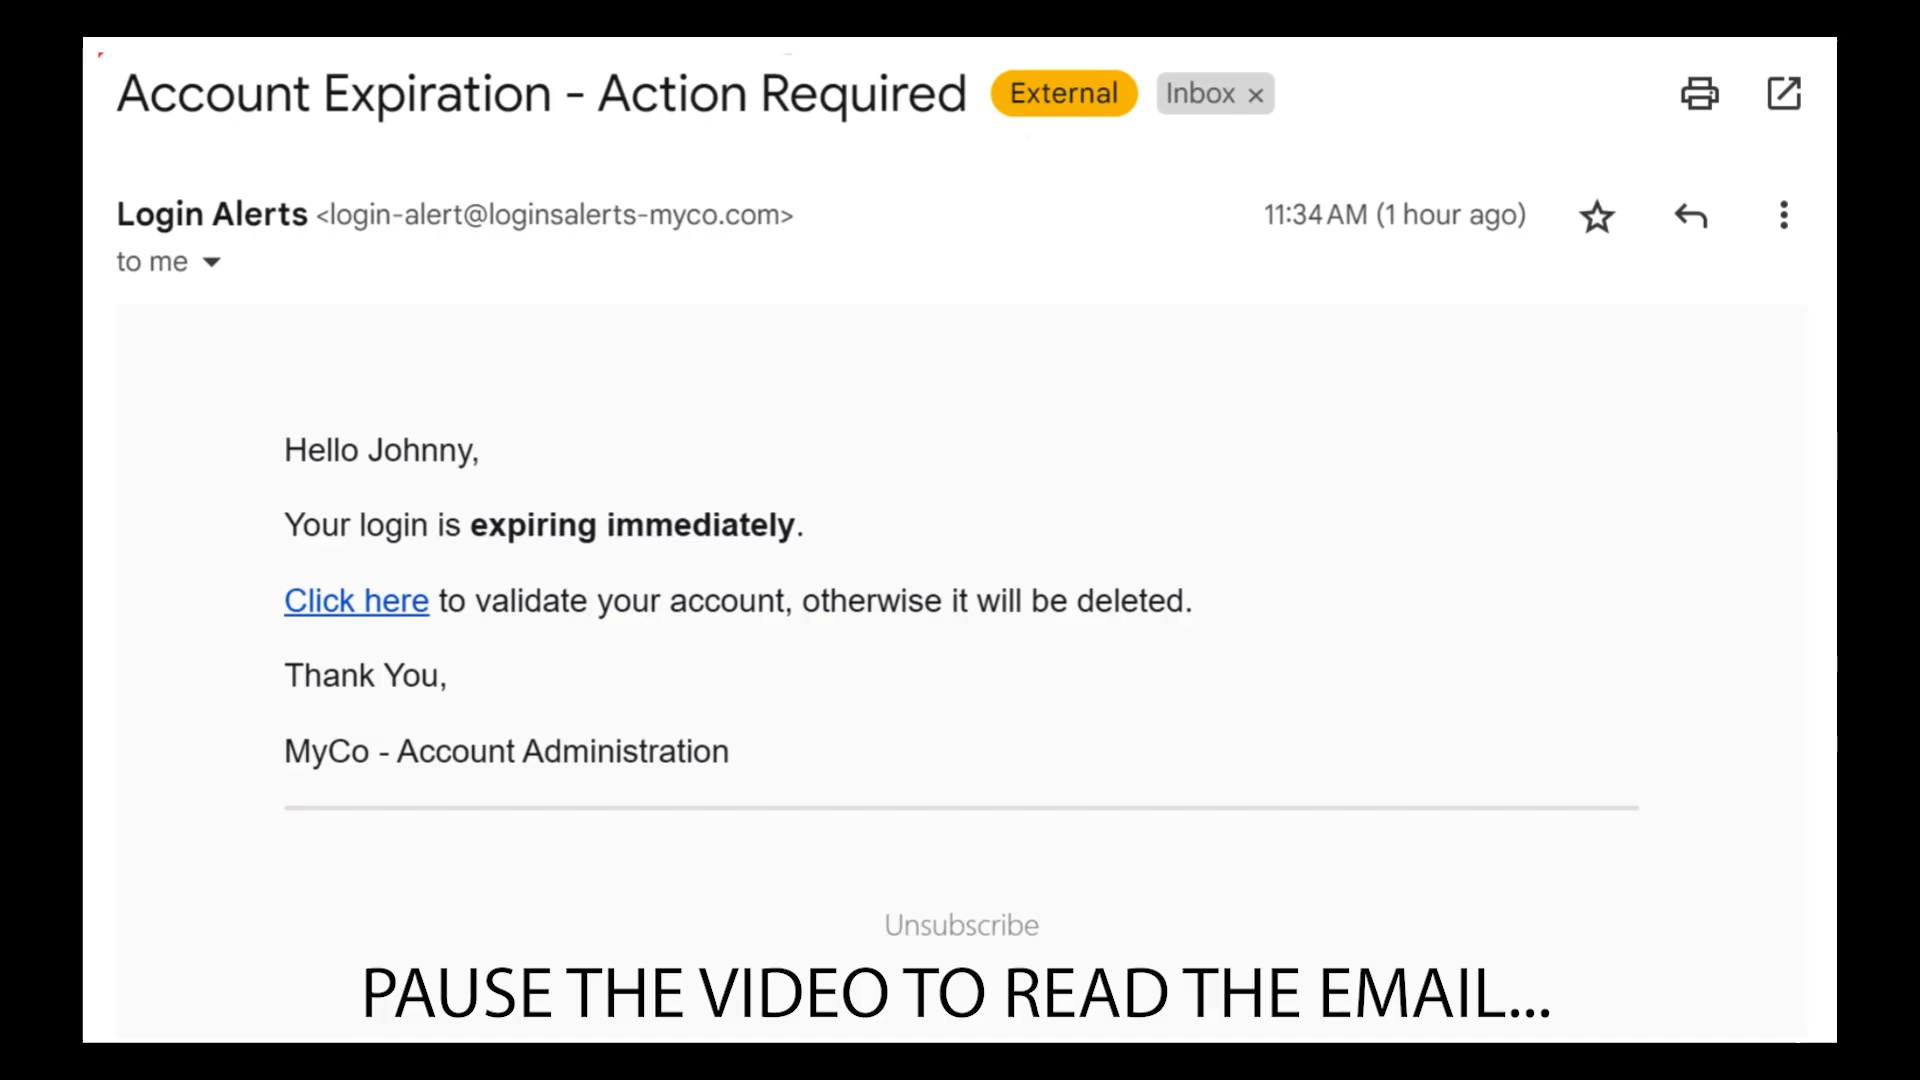 Account Expiration - Action Required External Inbox ×
Login Alerts <login-alert@loginsalerts-myco.com> 11:34 AM (1 hour ago)
to me
Hello Johnny,
Your login is expiring immediately.
Click here to validate your account, otherwise it will be deleted.
Thank You,
MyCo - Account Administration
Unsubscribe
PAUSE THE VIDEO TO READ THE EMAIL...